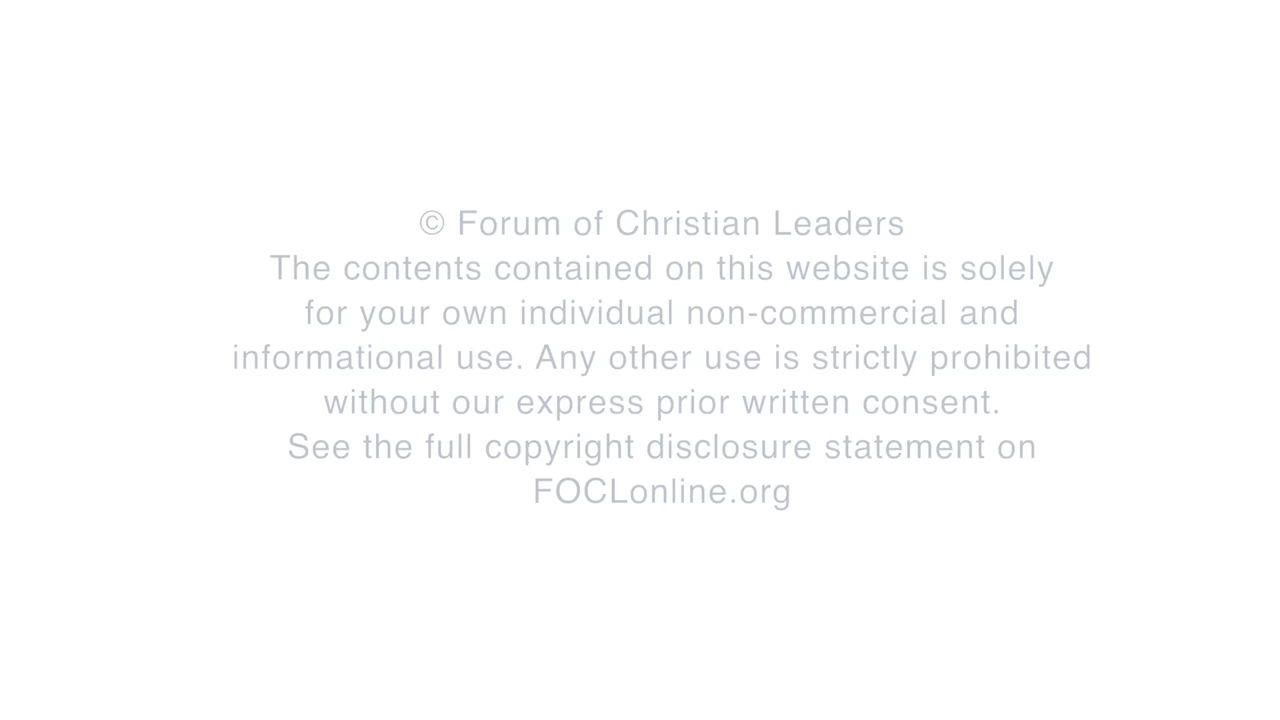 © Forum of Christian Leaders
The contents contained on this website is solely
for your own individual non-commercial and
informational use. Any other use is strictly prohibited
without our express prior written consent.
See the full copyright disclosure statement on
FOCLonline.org